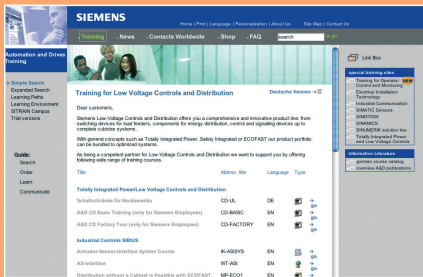 SIEMENS
Home | Print | Language | Personalization | About Us Site Map | Contact Us
Training News Contacts Worldwide Shop FAQ search go
Automation and Drives
Training
Simple Search
Expanded Search
Learning Paths
Learning Environment
SITRAIN Campus
Trial versions
Guide:
Search
Order
Learn
Communicate
Training for Low Voltage Controls and Distribution Deutsche Version
Dear customers,
Siemens Low-Voltage Controls and Distribution offers you a comprehensive and innovative product line: from
switching devices for load feeders, components for energy distribution, control and signalling devices up to
complete cubicles systems.
With general concepts such as Totally Integrated Power, Safety Integrated or ECOFAST our product portfolio
can be bundled to optimized systems.
As being a competent partner for Low-Voltage Controls and Distribution we want to support you by offering
following wide range of training courses.
Title Abbrev. title Language Type
Totally Integrated Power/Low Voltage Controls and Distribution
Schaltschränke für Nordamerika CD-UL DE go
A&D CD Basic Training (only for Siemens Employees) CD-BASIC EN go
A&D CD Factory Tour (only for Siemens Employees) CD-FACTORY EN go
Industrial Controls SIRIUS
Actuator-Sensor-Interface System Course IK-ASISYS EN go
AS-Interface WT-ASI EN go
Distribution without a Cabinet is Possible with ECOFAST. MP-ECO1 EN
Link Box
special training sites
Training for Operator NEW
Control and Monitoring
Electrical Installation
Technology
Industrial Communication
SIMATIC Sensors
SIMOTION
SINAMICS
SINUMERIK solution line
Totally Integrated Power
and Low Voltage Controls
Informative Literature
german course catalog
overview A&D publications